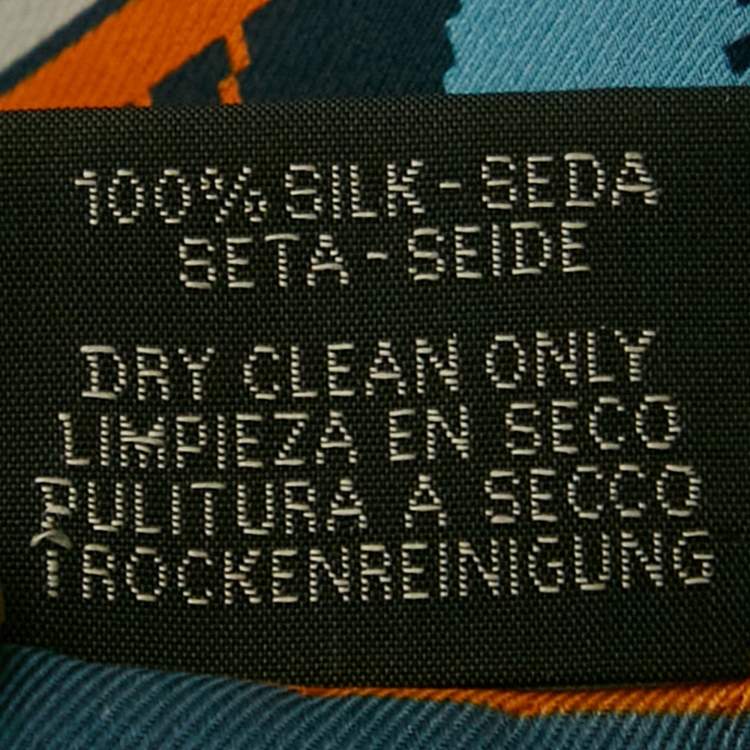 100% SILK - SEDA
SETA - SEIDE
DRY CLEAN ONLY
LIMPIEZA EN SECO
PULITURA A SECCO
TROCKENREINIGUNG